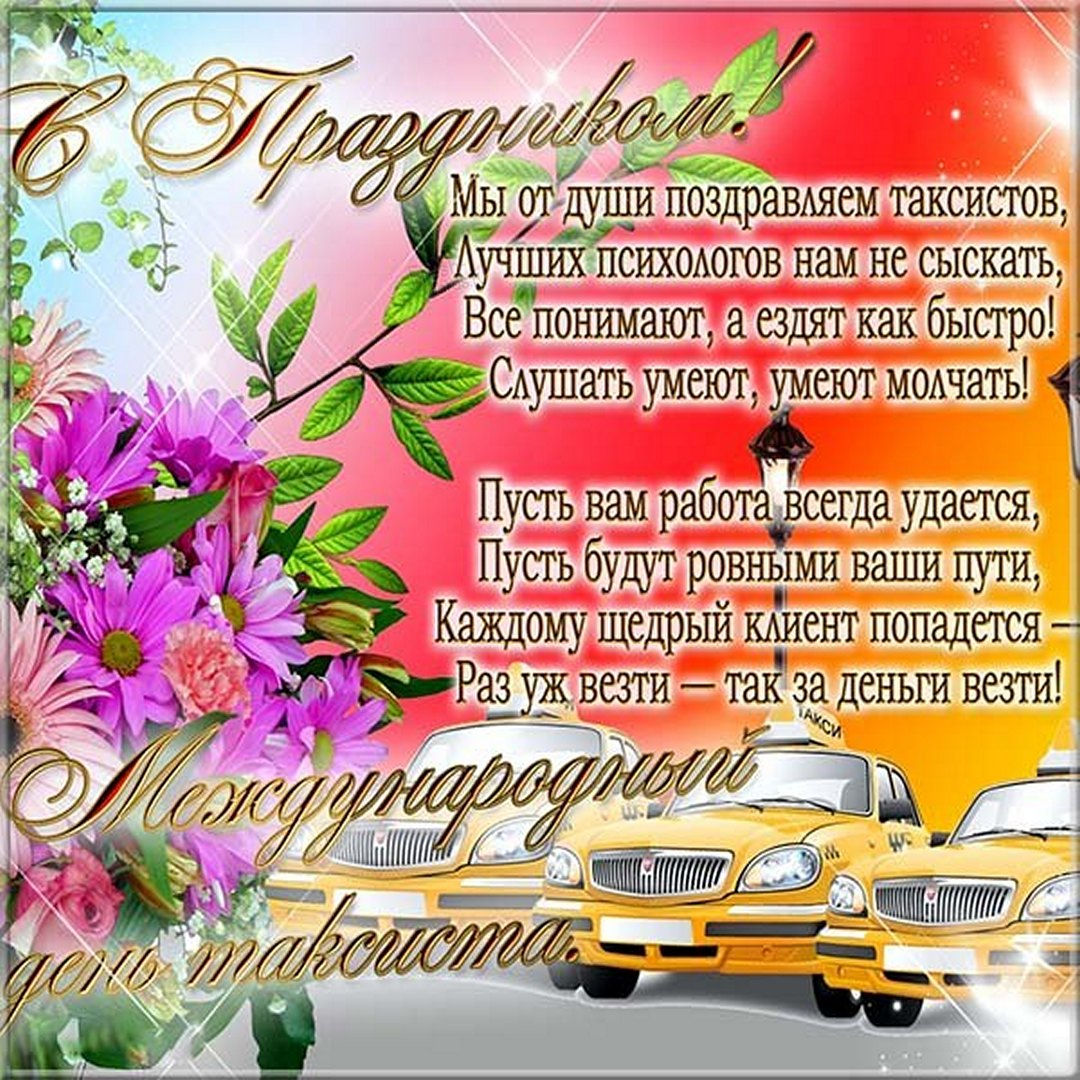 С Праздником!
Мы от души поздравляем таксистов,
Лучших психологов нам не сыскать,
Все понимают, а ездят как быстро!
Слушать умеют, умеют молчать!
Пусть вам работа всегда удается,
Пусть будут ровными ваши пути,
Каждому щедрый клиент попадется –
Раз уж везти — так за деньги везти!
ТАКСИ
Международный
день таксиста.